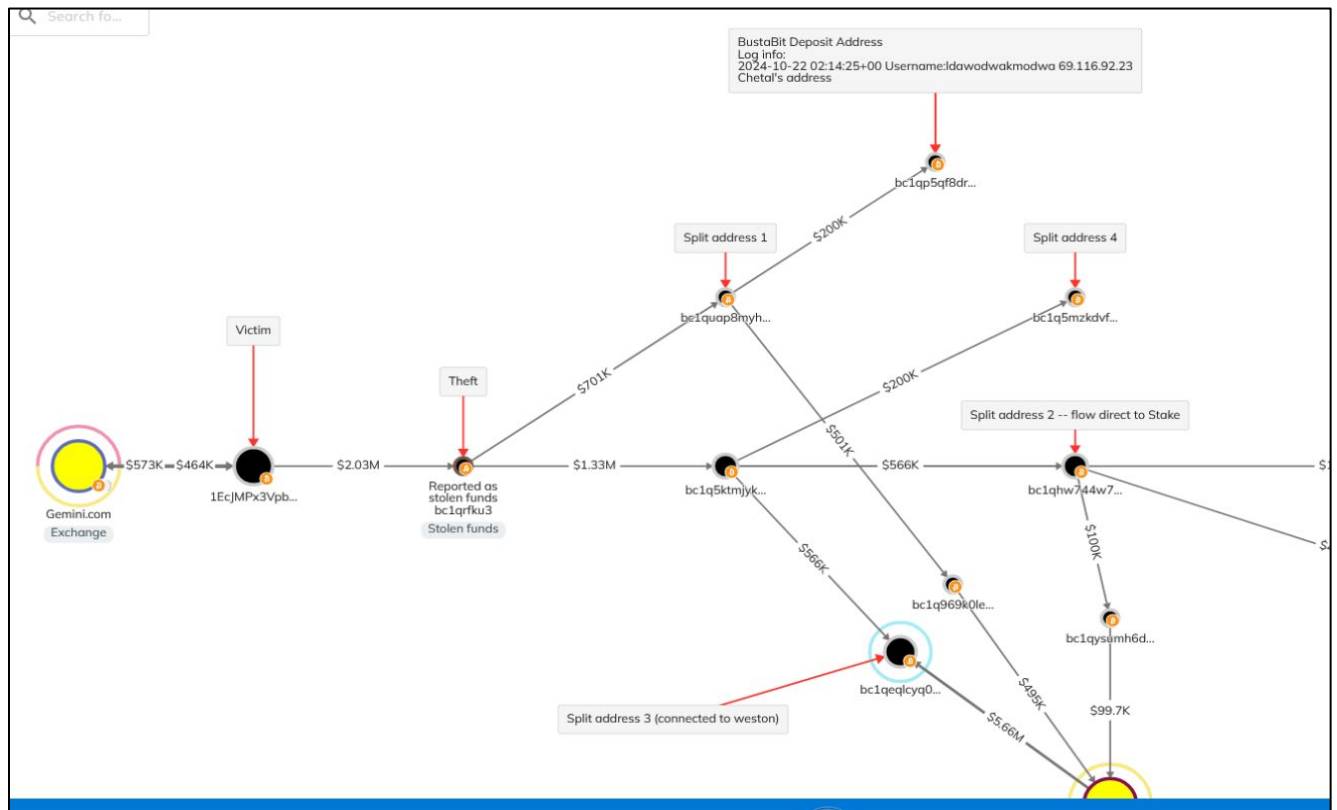 Search fo...
BustaBit Deposit Address
Log info:
2024-10-22 02:14:25+00 Username:ldawodwakmodwa 69.116.92.23
Chetal's address
bc1qp5qf8dr...
$200K
Split address 1
Split address 4
bc1quap8myh...
bc1q5mzkdvf...
Victim
Theft
$701K
$200K
$501K
Split address 2 -- flow direct to Stake
$573K
$464K
$2.03M
$1.33M
$566K
Gemini.com
Exchange
1EcJMPx3Vpb...
Reported as
stolen funds
bc1qrfku3
Stolen funds
bc1q5ktmjyk...
bc1qhw744w7...
$100K
$566K
bc1q969k0le...
bc1qysumh6d...
bc1qeqlcyq0...
$495K
Split address 3 (connected to weston)
$5.66M
$99.7K